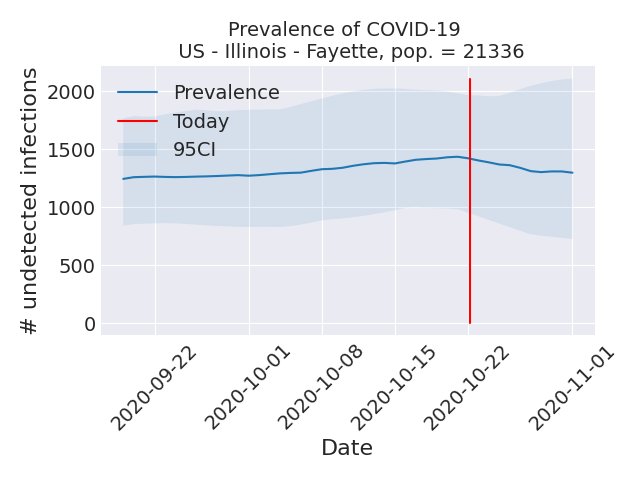 Prevalence of COVID-19
US - Illinois - Fayette, pop. = 21336
# undetected infections
2000
1500
1000
500
0
Prevalence
Today
95CI
2020-09-22
2020-10-01
2020-10-08
2020-10-15
2020-10-22
2020-11-01
Date